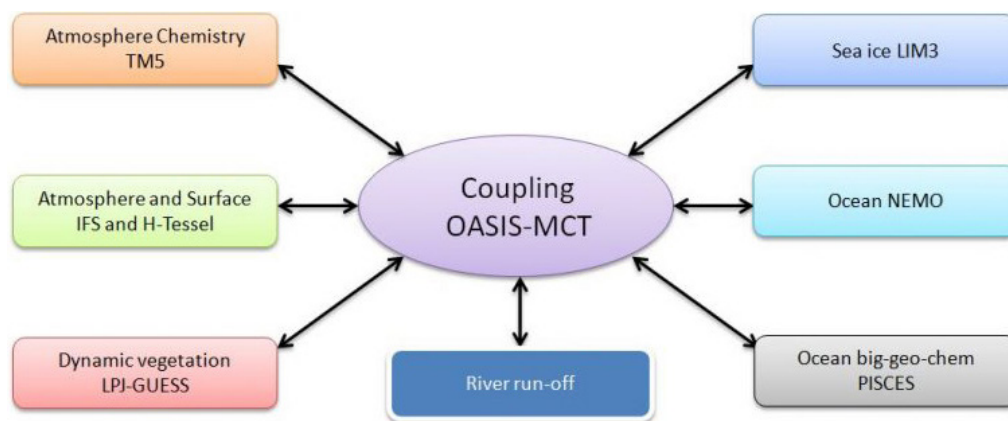 Atmosphere Chemistry
TM5
Sea ice LIM3
Coupling
OASIS-MCT
Atmosphere and Surface
IFS and H-Tessel
Ocean NEMO
Dynamic vegetation
LPJ-GUESS
River run-off
Ocean big-geo-chem
PISCES